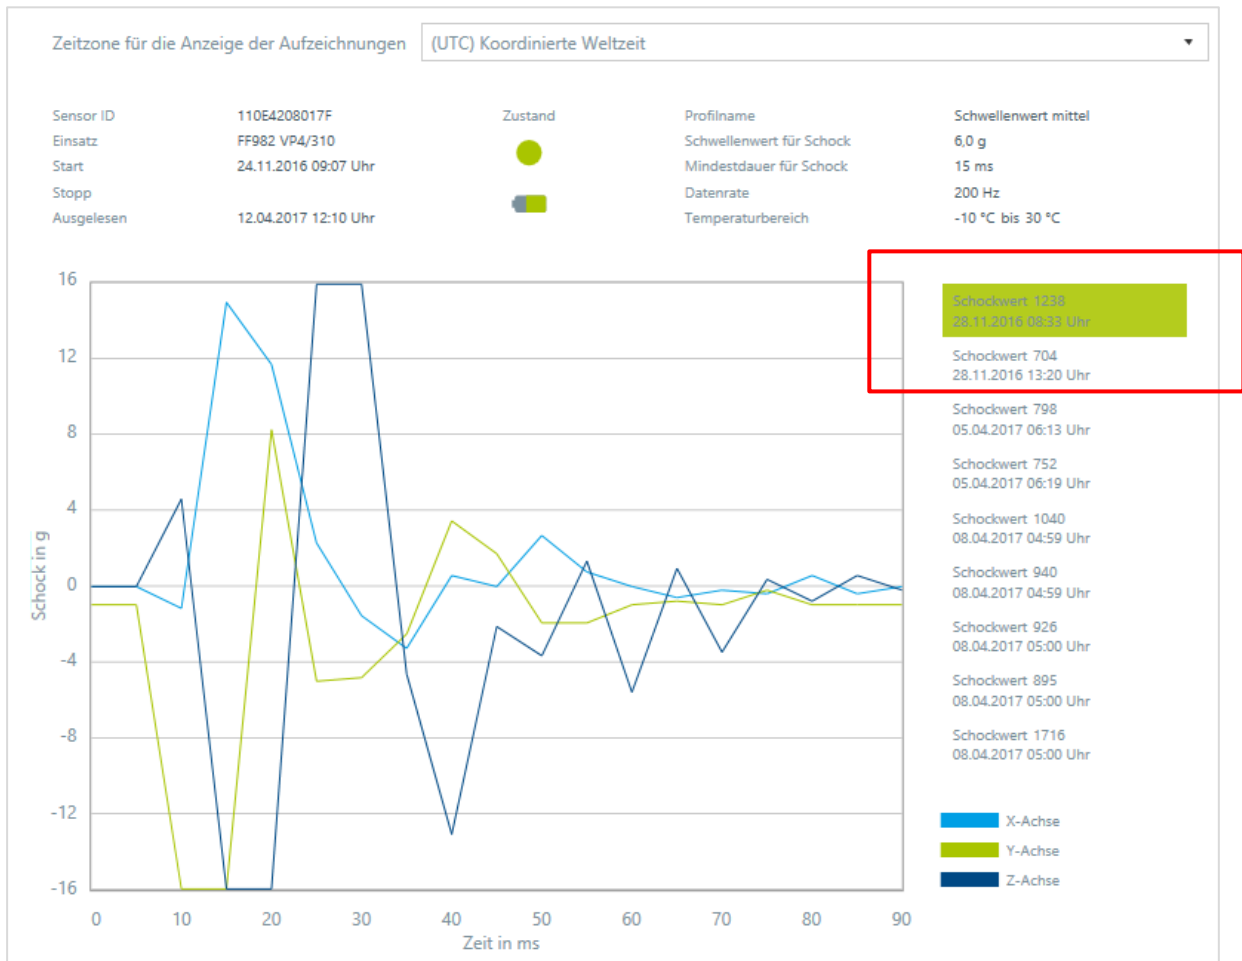 Zeitzone für die Anzeige der Aufzeichnungen (UTC) Koordinierte Weltzeit
Sensor ID 110E4208017F Zustand Profilname Schwellenwert mittel
Einsatz FF982 VP4/310 Schwellenwert für Schock 6,0 g
Start 24.11.2016 09:07 Uhr Mindestdauer für Schock 15 ms
Stopp Datenrate 200 Hz
Ausgelesen 12.04.2017 12:10 Uhr Temperaturbereich -10 °C bis 30 °C
Schock in g
16
12
8
4
0
-4
-8
-12
-16
0 10 20 30 40 50 60 70 80 90
Zeit in ms
Schockwert 1238
28.11.2016 08:33 Uhr
Schockwert 704
28.11.2016 13:20 Uhr
Schockwert 798
05.04.2017 06:13 Uhr
Schockwert 752
05.04.2017 06:19 Uhr
Schockwert 1040
08.04.2017 04:59 Uhr
Schockwert 940
08.04.2017 04:59 Uhr
Schockwert 926
08.04.2017 05:00 Uhr
Schockwert 895
08.04.2017 05:00 Uhr
Schockwert 1716
08.04.2017 05:00 Uhr
X-Achse
Y-Achse
Z-Achse